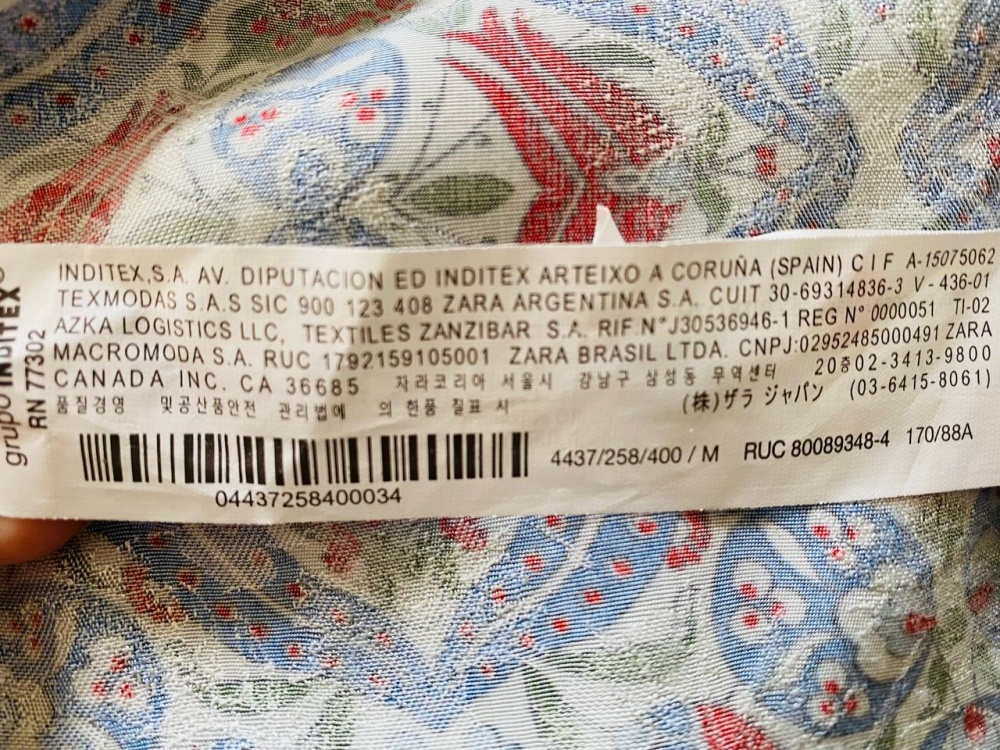 INDITEX,S.A. AV. DIPUTACION ED INDITEX ARTEIXO A CORUÑA (SPAIN) C I F A-15075062
TEXMODAS S.A.S SIC 900 123 408 ZARA ARGENTINA S.A. CUIT 30-69314836-3 V-436-01
AZKA LOGISTICS LLC, TEXTILES ZANZIBAR S.A. RIF.N°J30536946-1 REG N° 0000051 TI-02
MACROMODA S.A. RUC 1792159105001 ZARA BRASIL LTDA. CNPJ:02952485000491 ZARA
CANADA INC. CA 36685 자라코리아 서울시 강남구 삼성동 무역센터 20층02-3413-9800
품질경영 및공산품안전 관리법에 의 한품 질표 시 (株)ザラ ジャパン (03-6415-8061)
04437258400034
4437/258/400 / M RUC 80089348-4 170/88A
grupo INDITEX
RN 77302